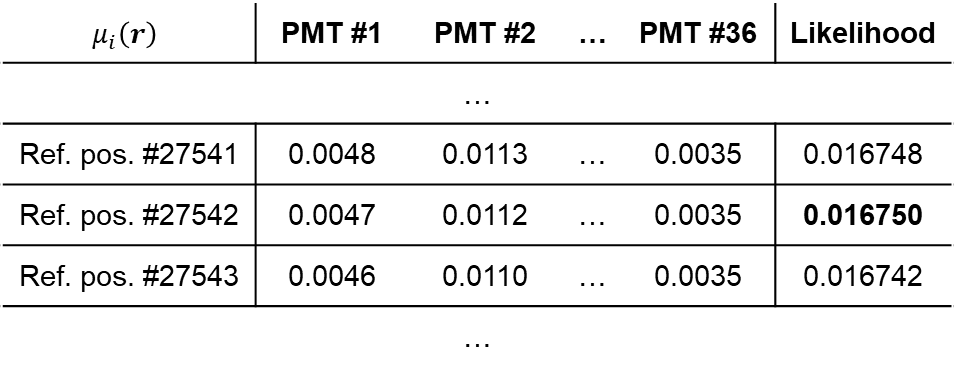 μᵢ(r) PMT #1 PMT #2 … PMT #36 Likelihood
…
Ref. pos. #27541 0.0048 0.0113 … 0.0035 0.016748
Ref. pos. #27542 0.0047 0.0112 … 0.0035 0.016750
Ref. pos. #27543 0.0046 0.0110 … 0.0035 0.016742
…